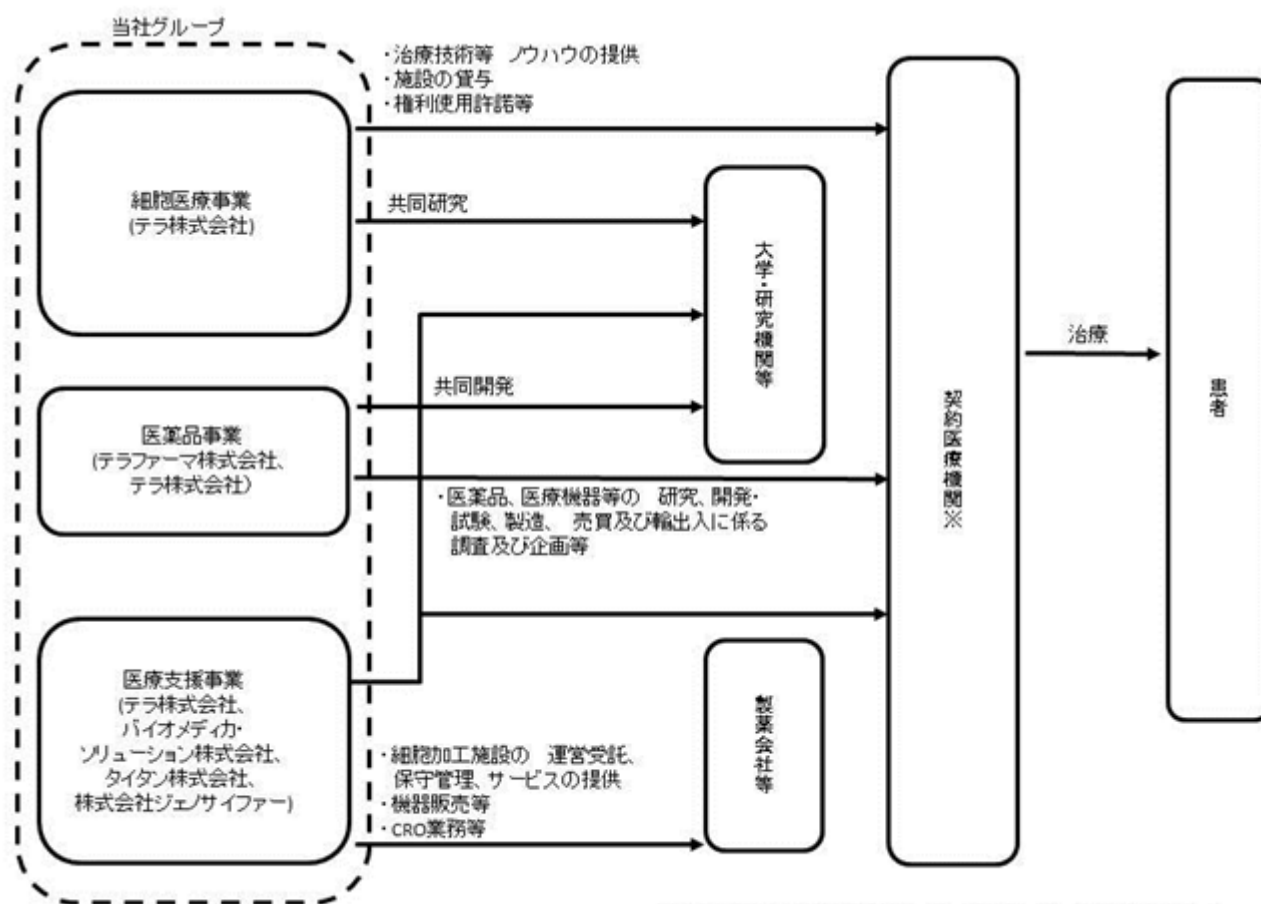 当社グループ
・治療技術等 ノウハウの提供
・施設の貸与
・権利使用許諾等
細胞医療事業
(テラ株式会社)
共同研究
大学・研究機関等
共同開発
医薬品事業
(テラファーマ株式会社、
テラ株式会社)
・医薬品、医療機器等の 研究、開発・
試験、製造、 売買及び輸出入に係る
調査及び企画等
医療支援事業
(テラ株式会社、
バイオメディカ・
ソリューション株式会社、
タイタン株式会社、
株式会社ジェノサイファー)
・細胞加工施設の 運営受託、
保守管理、サービスの提供
・機器販売等
・CRO業務等
製薬会社等
契約医療機関※
治療
患者